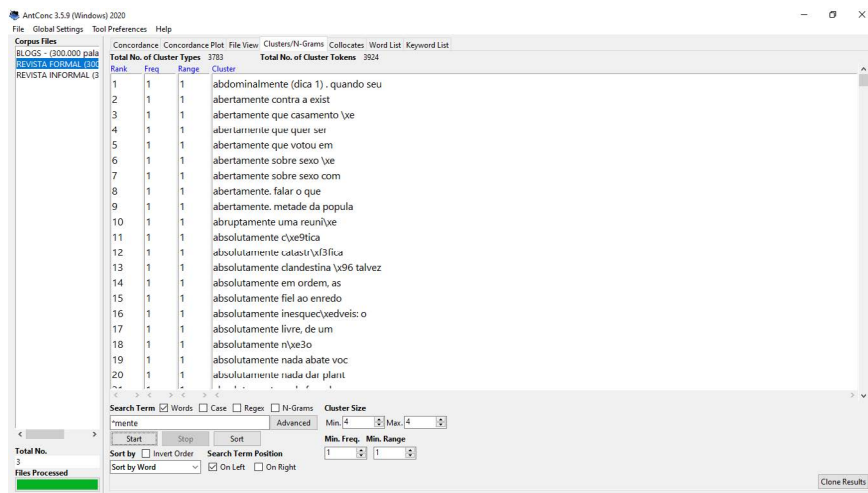 AntConc 3.5.9 (Windows) 2020
File Global Settings Tool Preferences Help
Corpus Files
BLOGS - (300.000 pala
REVISTA FORMAL (300
REVISTA INFORMAL (3
Concordance Concordance Plot File View Clusters/N-Grams Collocates Word List Keyword List
Total No. of Cluster Types 3783 Total No. of Cluster Tokens 3924
Rank Freq Range Cluster
1 1 1 abdominalmente (dica 1) . quando seu
2 1 1 abertamente contra a exist
3 1 1 abertamente que casamento \xe
4 1 1 abertamente que quer ser
5 1 1 abertamente que votou em
6 1 1 abertamente sobre sexo \xe
7 1 1 abertamente sobre sexo com
8 1 1 abertamente. falar o que
9 1 1 abertamente. metade da popula
10 1 1 abruptamente uma reuni\xe
11 1 1 absolutamente c\xe9tica
12 1 1 absolutamente catastr\xf3fica
13 1 1 absolutamente clandestina \x96 talvez
14 1 1 absolutamente em ordem, as
15 1 1 absolutamente fiel ao enredo
16 1 1 absolutamente inesquec\xedveis: o
17 1 1 absolutamente livre, de um
18 1 1 absolutamente n\xe3o
19 1 1 absolutamente nada abate voc
20 1 1 absolutamente nada dar plant
Search Term Words Case Regex N-Grams Cluster Size
*mente Advanced Min. 4 Max. 4
Start Stop Sort Min. Freq. Min. Range
Sort by Invert Order Search Term Position 1 1
Sort by Word On Left On Right
Total No.
3
Files Processed
Clone Results